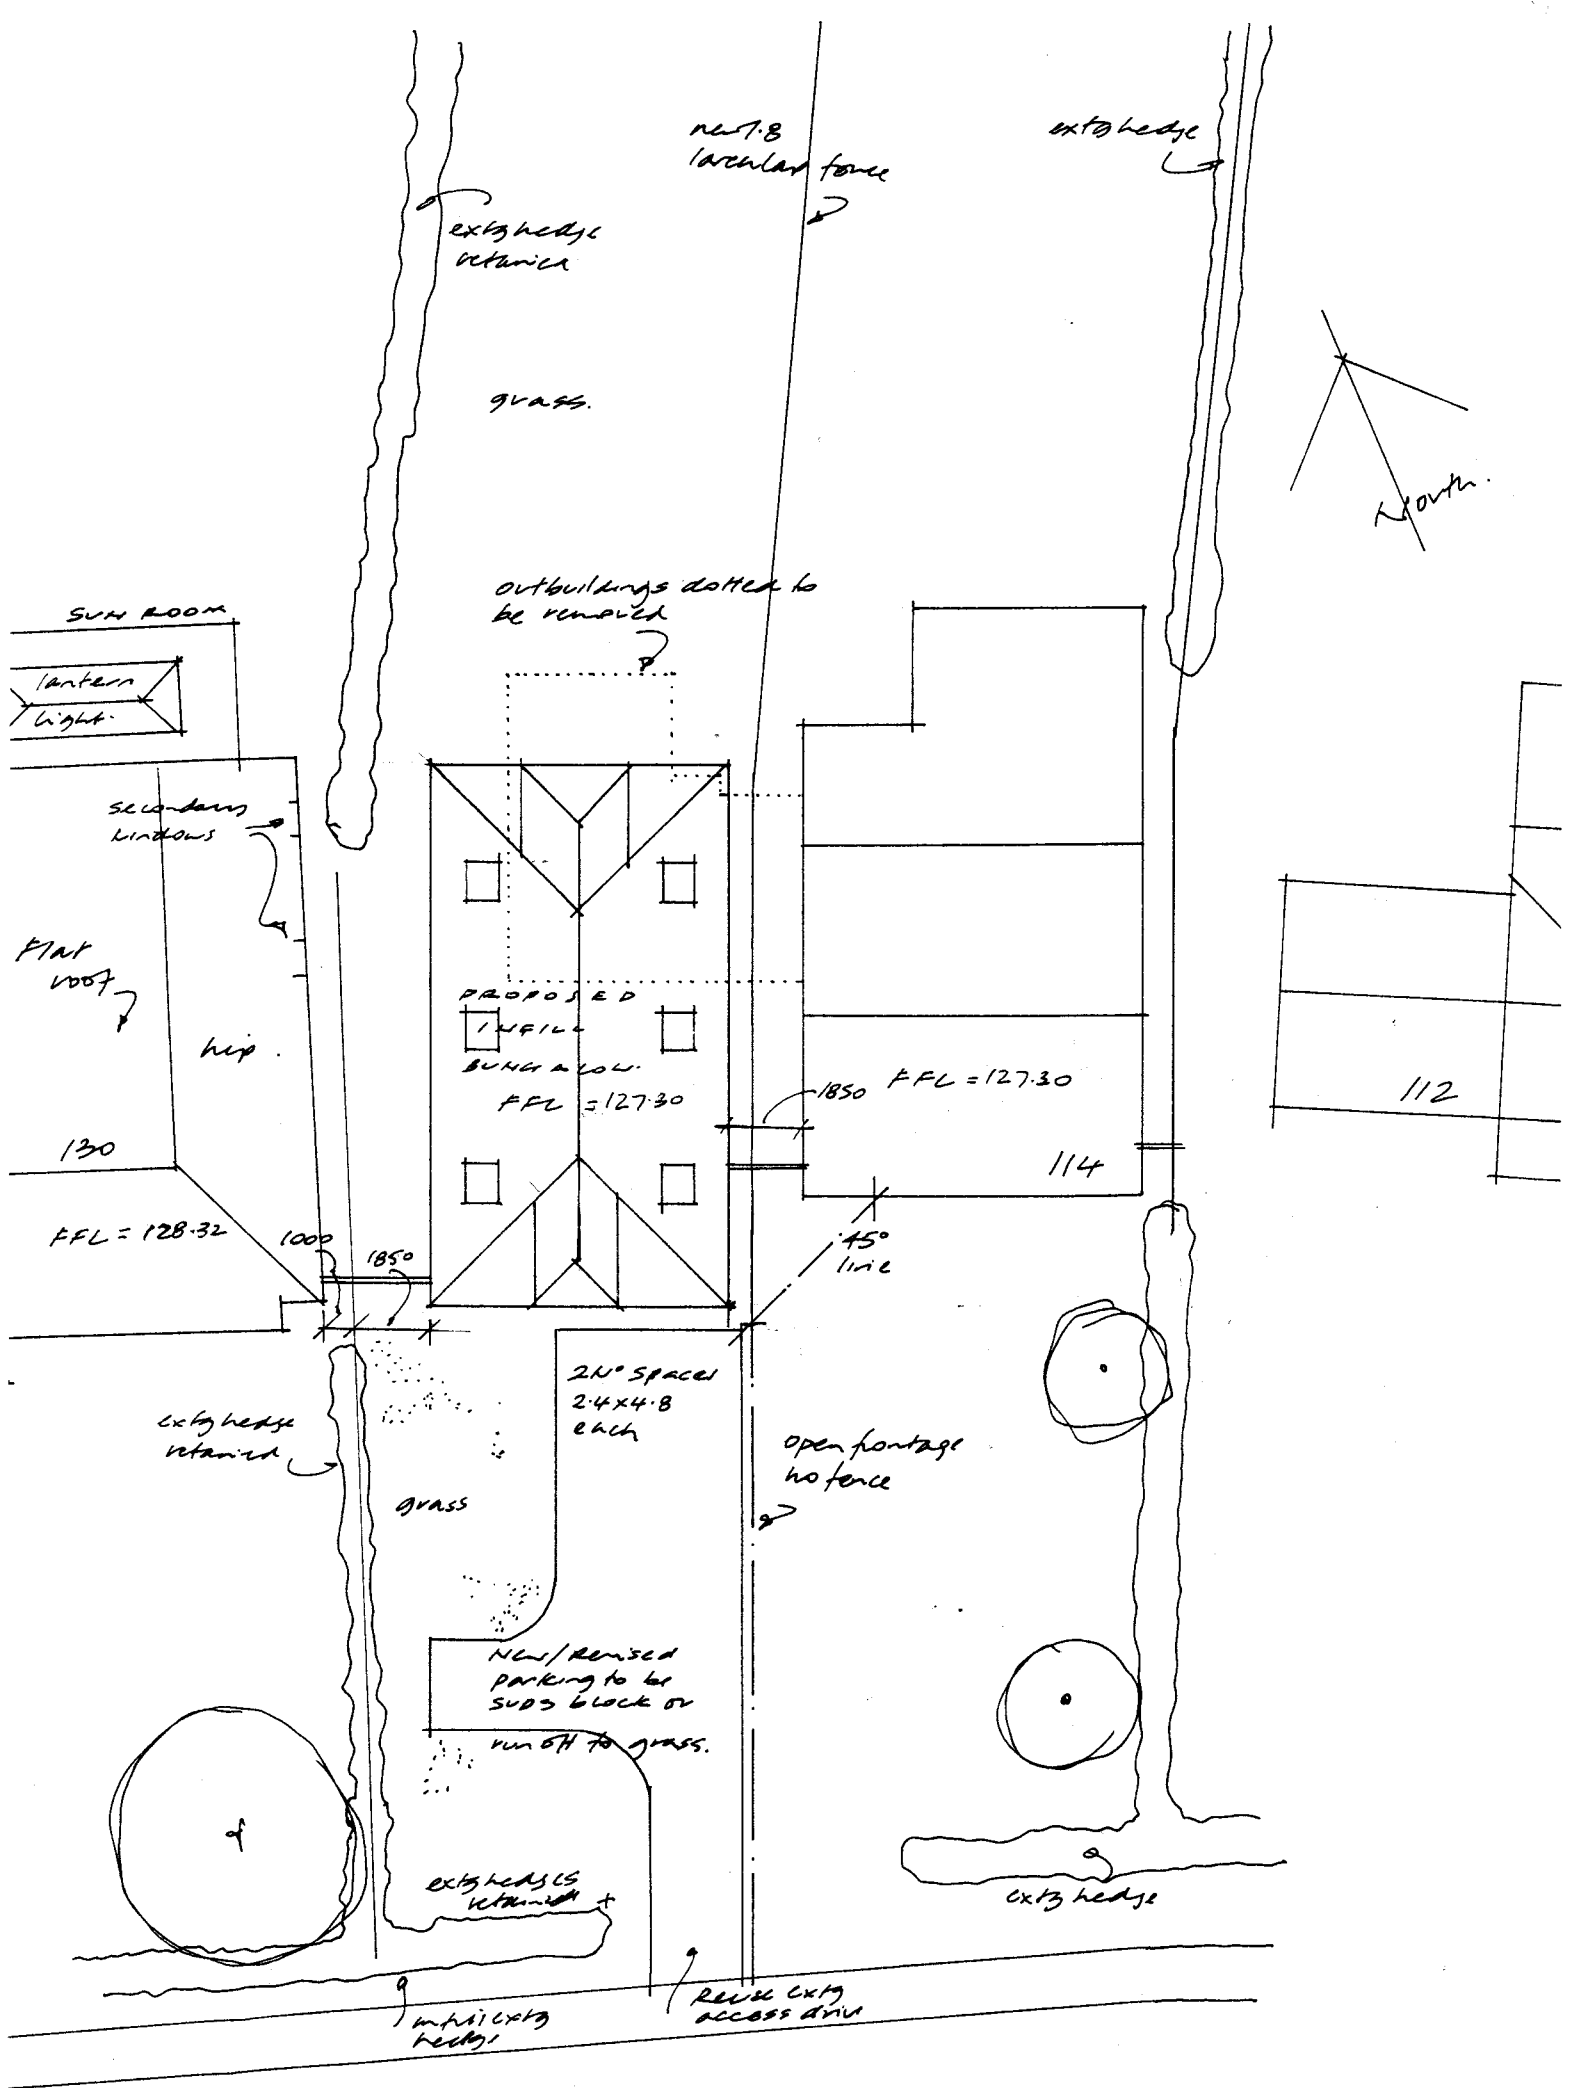 new 1.8
larchlap fence
extg hedge
extg hedge
retained
grass.
North.
outbuildings dotted to
be removed
SUN ROOM
lantern
light.
secondary
windows
Flat
roof
hip.
PROPOSED
INFILL
BUNGALOW.
FFL = 127.30
1850
FFL = 127.30
112
130
114
FFL = 128.32
1000
1850
45°
line
2No spaces
2.4x4.8
each
extg hedge
retained
open frontage
no fence
grass
New/Revised
parking to be
SUDS block or
run off to grass.
extg hedges
retained
extg hedge
infill extg
hedge
Reuse extg
access drive